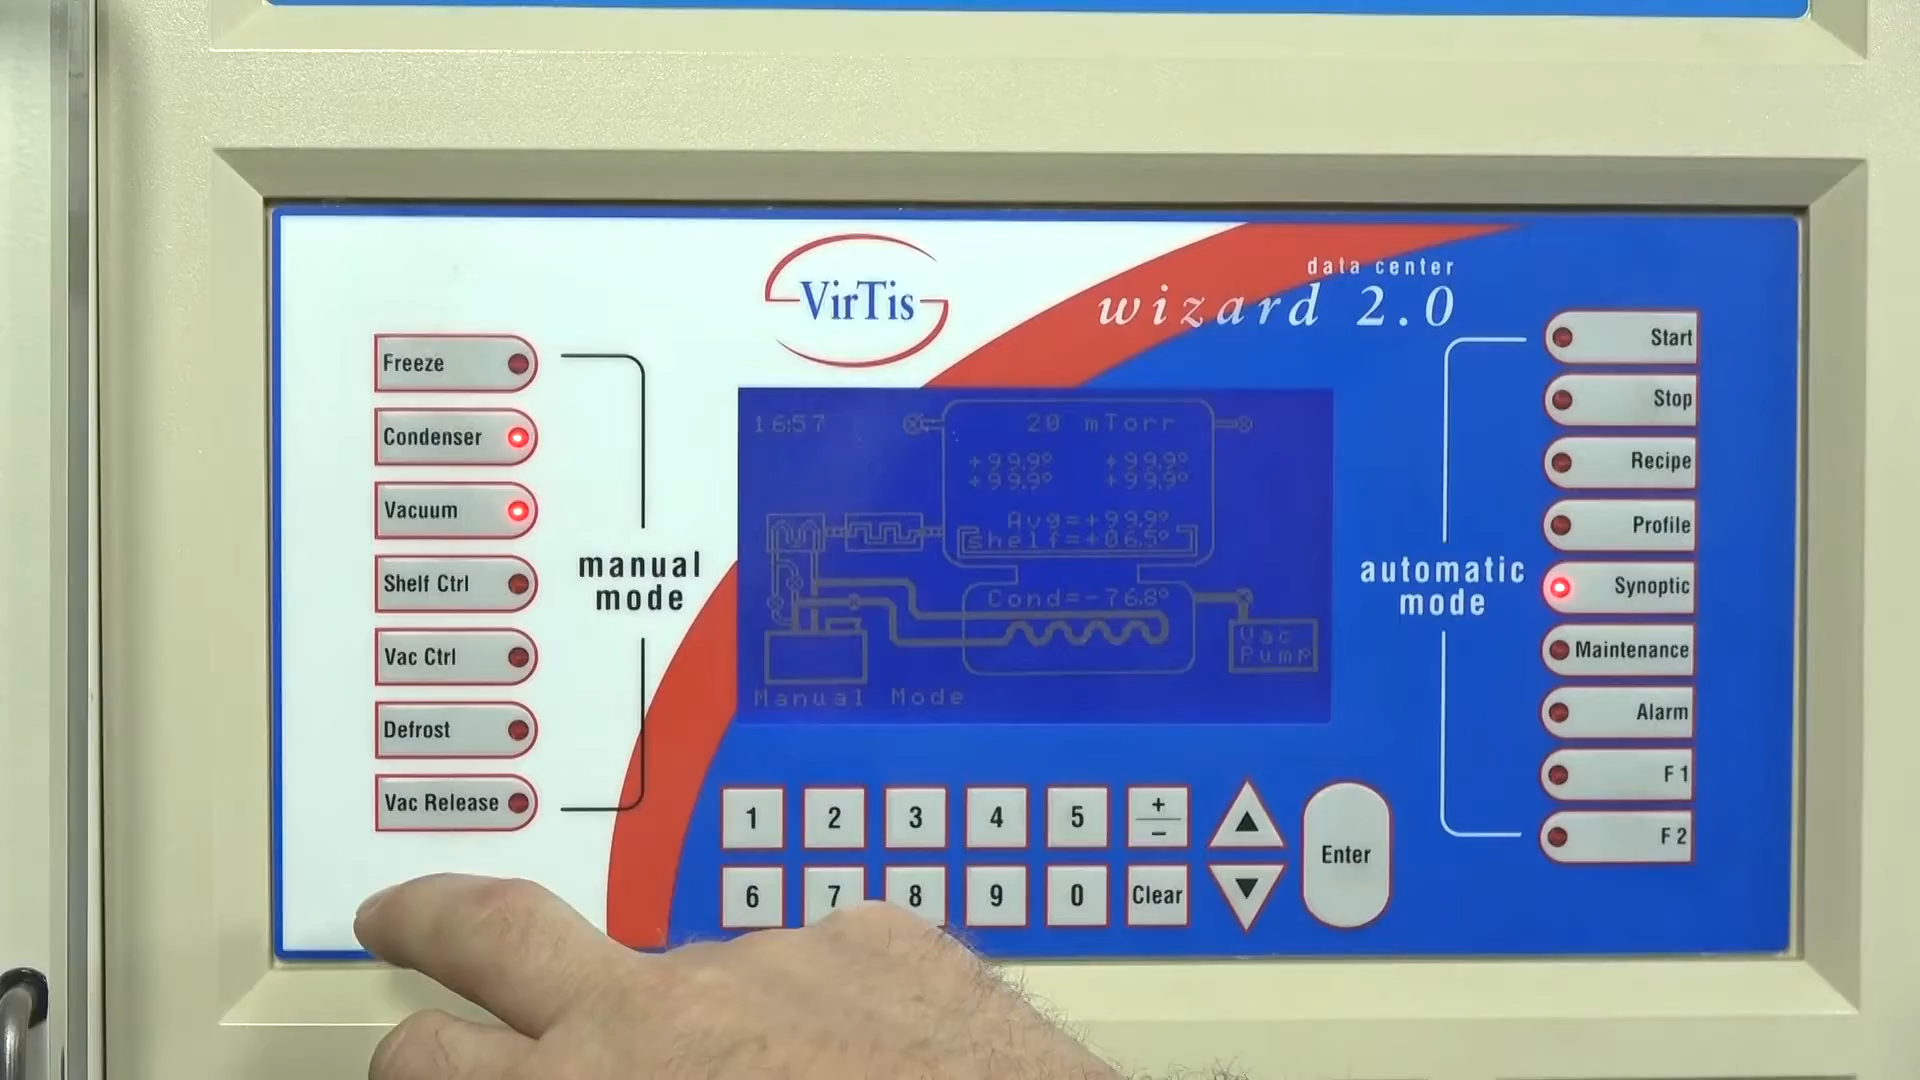 VirTis
data center
wizard 2.0
Freeze
Condenser
Vacuum
Shelf Ctrl
Vac Ctrl
Defrost
Vac Release
manual
mode
16:57
20 mTorr
+99.9° +99.9°
+99.9° +99.9°
Avg=+99.9°
shelf=+06.5°
Cond=-76.8°
Vac
Pump
Manual Mode
1 2 3 4 5 +
−
6 7 8 9 0 Clear
▲
▼
Enter
automatic
mode
Start
Stop
Recipe
Profile
Synoptic
Maintenance
Alarm
F 1
F 2